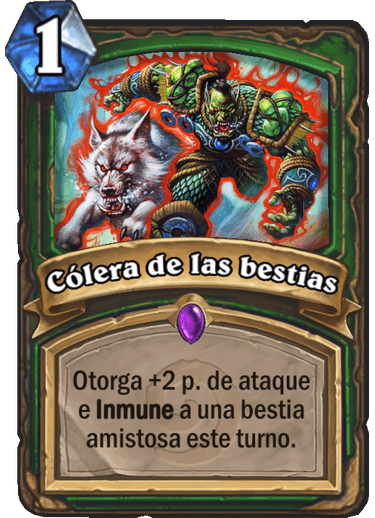 1
Cólera de las bestias
Otorga +2 p. de ataque
e Inmune a una bestia
amistosa este turno.